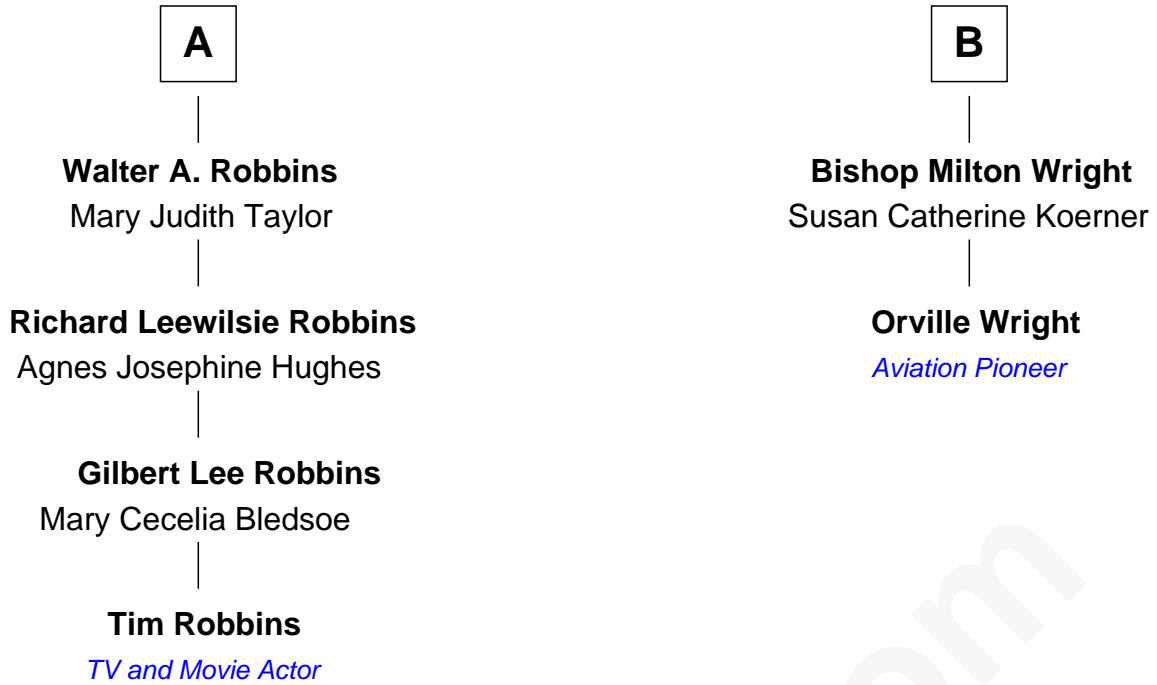 A
Walter A. Robbins
Mary Judith Taylor
Richard Leewilsie Robbins
Agnes Josephine Hughes
Gilbert Lee Robbins
Mary Cecelia Bledsoe
Tim Robbins
TV and Movie Actor
B
Bishop Milton Wright
Susan Catherine Koerner
Orville Wright
Aviation Pioneer
om